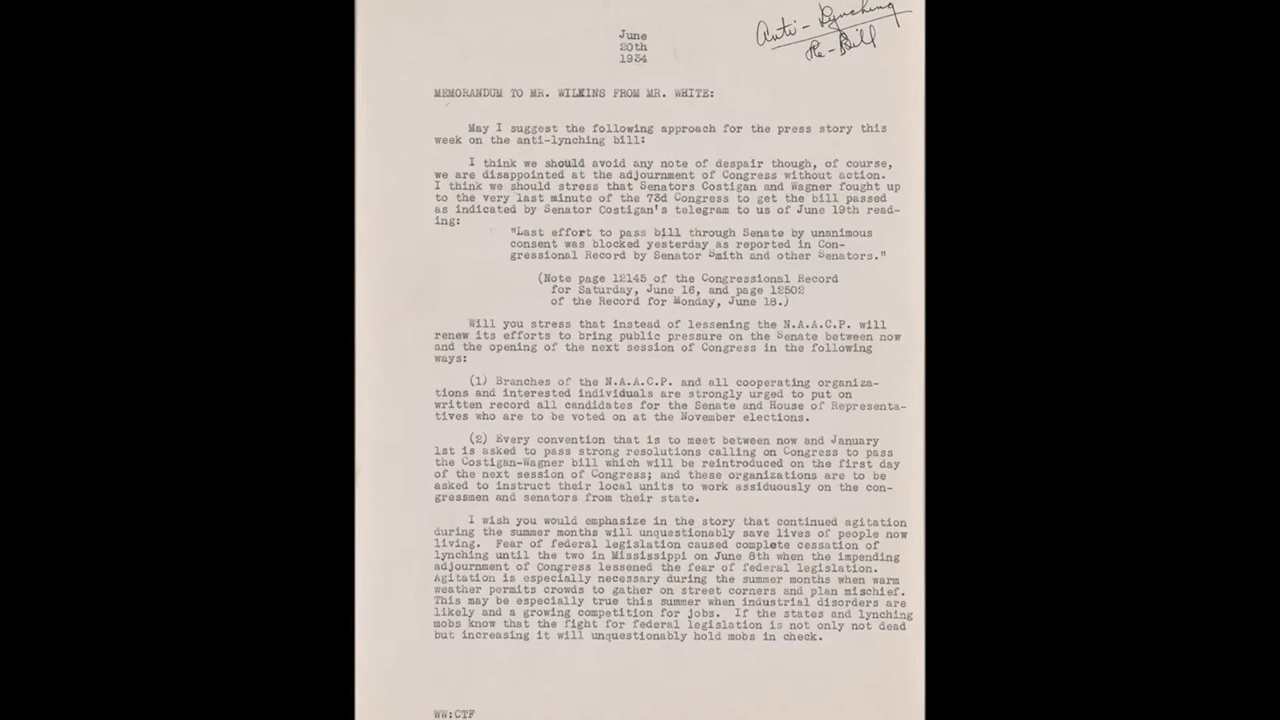 Anti-Lynching
Re-Bill
June
20th
1934
MEMORANDUM TO MR. WILKINS FROM MR. WHITE:
May I suggest the following approach for the press story this
week on the anti-lynching bill:
I think we should avoid any note of despair though, of course,
we are disappointed at the adjournment of Congress without action.
I think we should stress that Senators Costigan and Wagner fought up
to the very last minute of the 73d Congress to get the bill passed
as indicated by Senator Costigan's telegram to us of June 19th read-
ing:
"Last effort to pass bill through Senate by unanimous
consent was blocked yesterday as reported in Con-
gressional Record by Senator Smith and other Senators."
(Note page 12145 of the Congressional Record
for Saturday, June 16, and page 12502
of the Record for Monday, June 18.)
Will you stress that instead of lessening the N.A.A.C.P. will
renew its efforts to bring public pressure on the Senate between now
and the opening of the next session of Congress in the following
ways:
(1) Branches of the N.A.A.C.P. and all cooperating organiza-
tions and interested individuals are strongly urged to put on
written record all candidates for the Senate and House of Representa-
tives who are to be voted on at the November elections.
(2) Every convention that is to meet between now and January
1st is asked to pass strong resolutions calling on Congress to pass
the Costigan-Wagner bill which will be reintroduced on the first day
of the next session of Congress; and these organizations are to be
asked to instruct their local units to work assiduously on the con-
gressmen and senators from their state.
I wish you would emphasize in the story that continued agitation
during the summer months will unquestionably save lives of people now
living. Fear of federal legislation caused complete cessation of
lynching until the two in Mississippi on June 8th when the impending
adjournment of Congress lessened the fear of federal legislation.
Agitation is especially necessary during the summer months when warm
weather permits crowds to gather on street corners and plan mischief.
This may be especially true this summer when industrial disorders are
likely and a growing competition for jobs. If the states and lynching
mobs know that the fight for federal legislation is not only not dead
but increasing it will unquestionably hold mobs in check.
WW:CTF